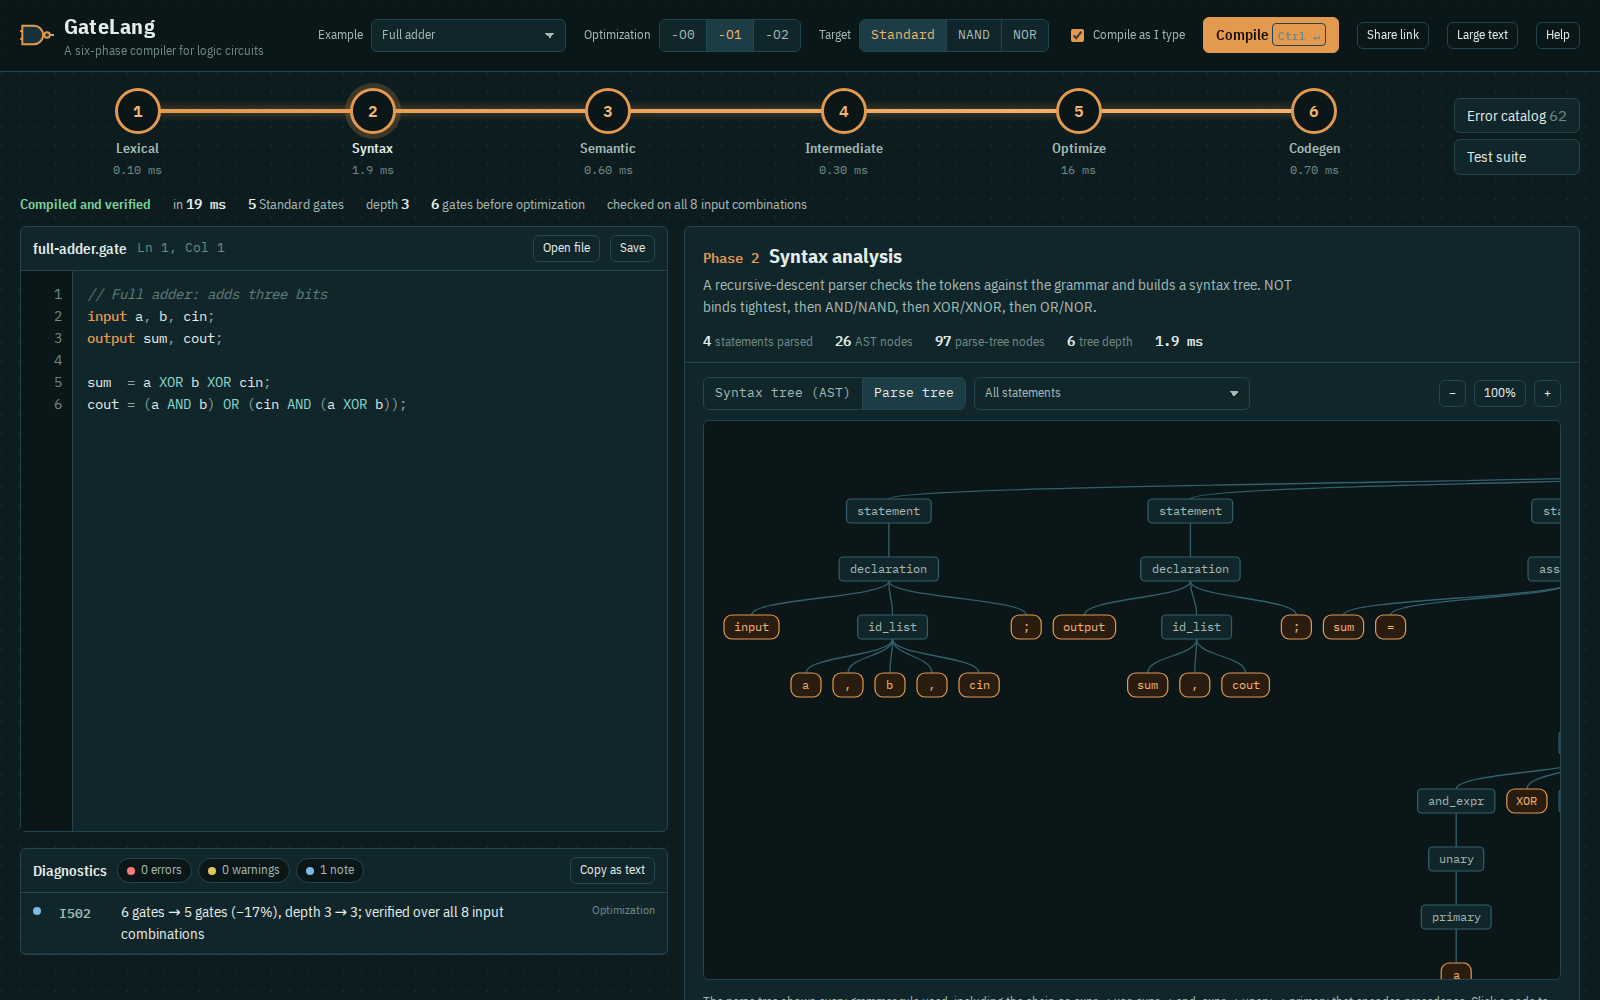 GateLang
A six-phase compiler for logic circuits
Example Full adder Optimization -O0 -O1 -O2 Target Standard NAND NOR Compile as I type Compile Ctrl ↵ Share link Large text Help
1 2 3 4 5 6
Lexical Syntax Semantic Intermediate Optimize Codegen
0.10 ms 1.9 ms 0.60 ms 0.30 ms 16 ms 0.70 ms
Error catalog 62
Test suite
Compiled and verified in 19 ms 5 Standard gates depth 3 6 gates before optimization checked on all 8 input combinations
full-adder.gate Ln 1, Col 1 Open file Save
1 // Full adder: adds three bits
2 input a, b, cin;
3 output sum, cout;
4
5 sum  = a XOR b XOR cin;
6 cout = (a AND b) OR (cin AND (a XOR b));
Diagnostics 0 errors 0 warnings 1 note Copy as text
I502 6 gates → 5 gates (−17%), depth 3 → 3; verified over all 8 input Optimization
combinations
Phase 2 Syntax analysis
A recursive-descent parser checks the tokens against the grammar and builds a syntax tree. NOT
binds tightest, then AND/NAND, then XOR/XNOR, then OR/NOR.
4 statements parsed 26 AST nodes 97 parse-tree nodes 6 tree depth 1.9 ms
Syntax tree (AST) Parse tree All statements − 100% +
statement statement sta
declaration declaration ass
input id_list ; output id_list ; sum =
a , b , cin sum , cout
and_expr XOR
unary
primary
a